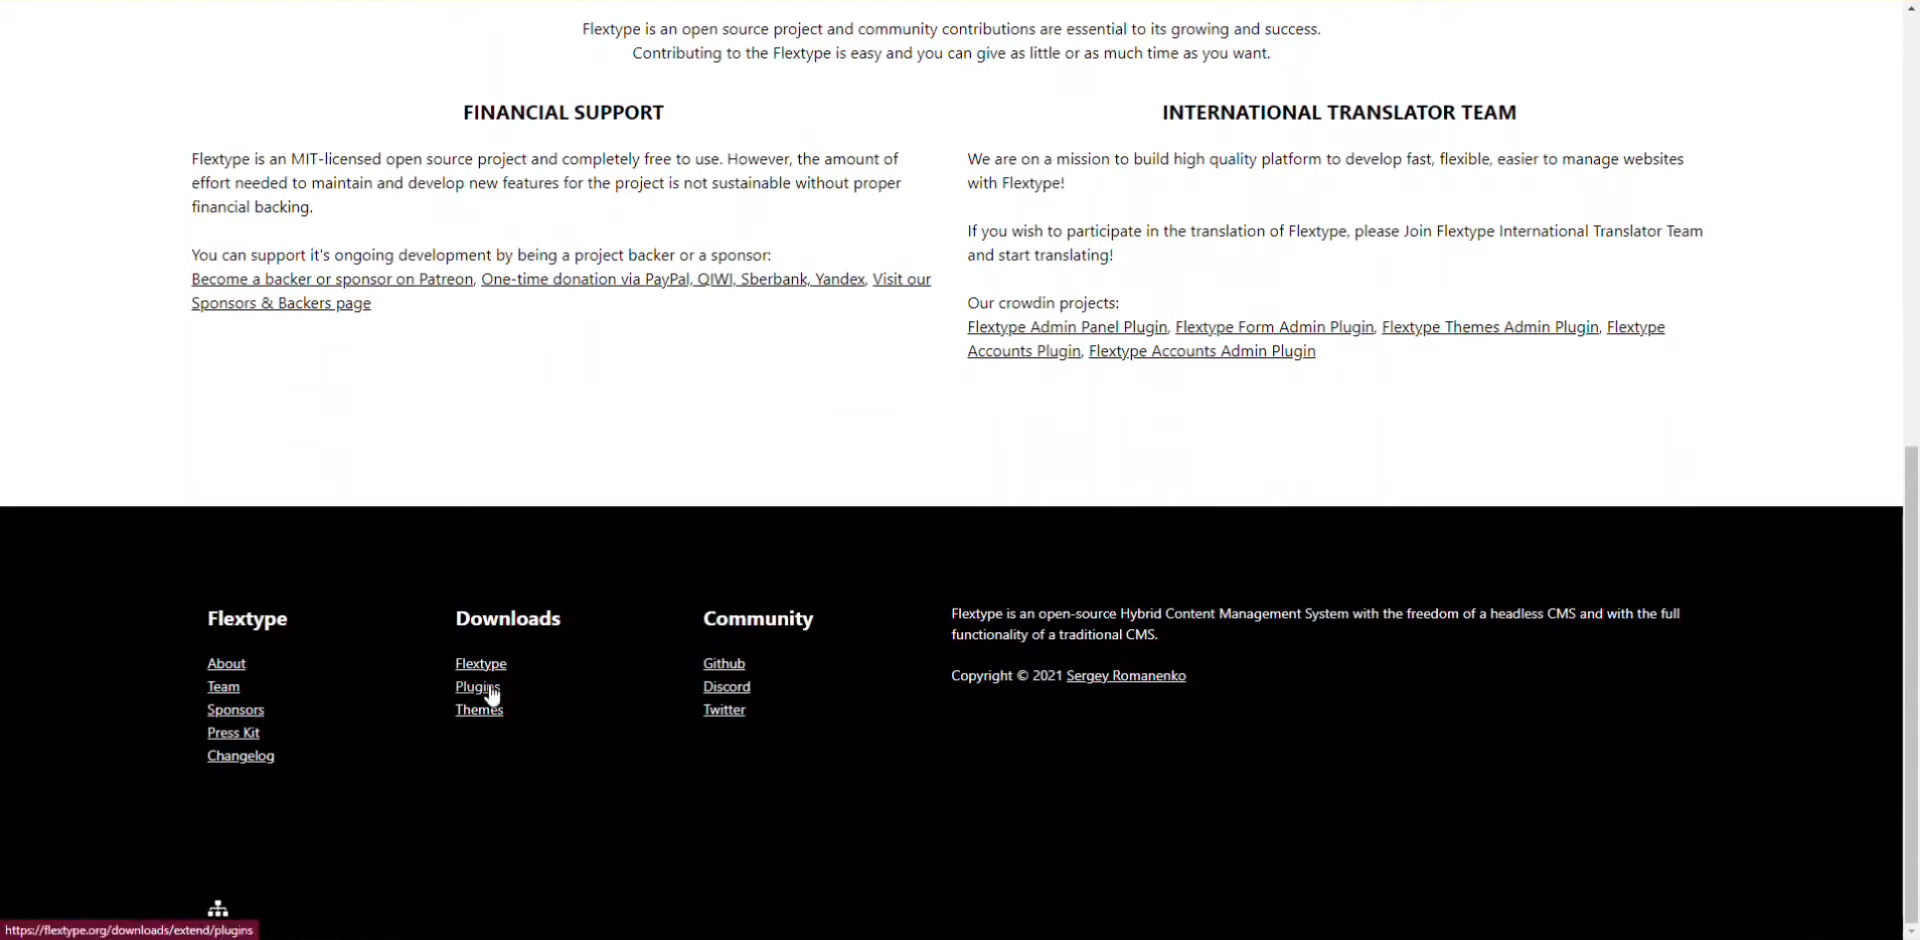 Flextype is an open source project and community contributions are essential to its growing and success.
Contributing to the Flextype is easy and you can give as little or as much time as you want.
FINANCIAL SUPPORT
Flextype is an MIT-licensed open source project and completely free to use. However, the amount of
effort needed to maintain and develop new features for the project is not sustainable without proper
financial backing.
You can support it's ongoing development by being a project backer or a sponsor:
Become a backer or sponsor on Patreon, One-time donation via PayPal, QIWI, Sberbank, Yandex, Visit our
Sponsors & Backers page
INTERNATIONAL TRANSLATOR TEAM
We are on a mission to build high quality platform to develop fast, flexible, easier to manage websites
with Flextype!
If you wish to participate in the translation of Flextype, please Join Flextype International Translator Team
and start translating!
Our crowdin projects:
Flextype Admin Panel Plugin, Flextype Form Admin Plugin, Flextype Themes Admin Plugin, Flextype
Accounts Plugin, Flextype Accounts Admin Plugin
Flextype
About
Team
Sponsors
Press Kit
Changelog
Downloads
Flextype
Plugins
Themes
Community
Github
Discord
Twitter
Flextype is an open-source Hybrid Content Management System with the freedom of a headless CMS and with the full
functionality of a traditional CMS.
Copyright © 2021 Sergey Romanenko
https://flextype.org/downloads/extend/plugins